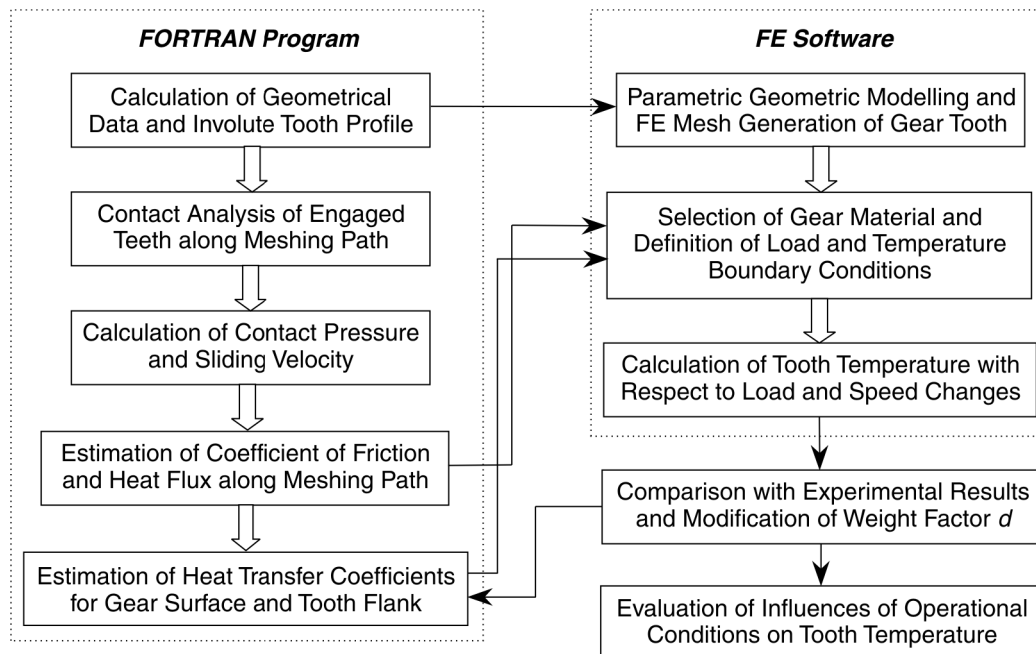 FORTRAN Program
Calculation of Geometrical
Data and Involute Tooth Profile
Contact Analysis of Engaged
Teeth along Meshing Path
Calculation of Contact Pressure
and Sliding Velocity
Estimation of Coefficient of Friction
and Heat Flux along Meshing Path
Estimation of Heat Transfer Coefficients
for Gear Surface and Tooth Flank
FE Software
Parametric Geometric Modelling and
FE Mesh Generation of Gear Tooth
Selection of Gear Material and
Definition of Load and Temperature
Boundary Conditions
Calculation of Tooth Temperature with
Respect to Load and Speed Changes
Comparison with Experimental Results
and Modification of Weight Factor d
Evaluation of Influences of Operational
Conditions on Tooth Temperature